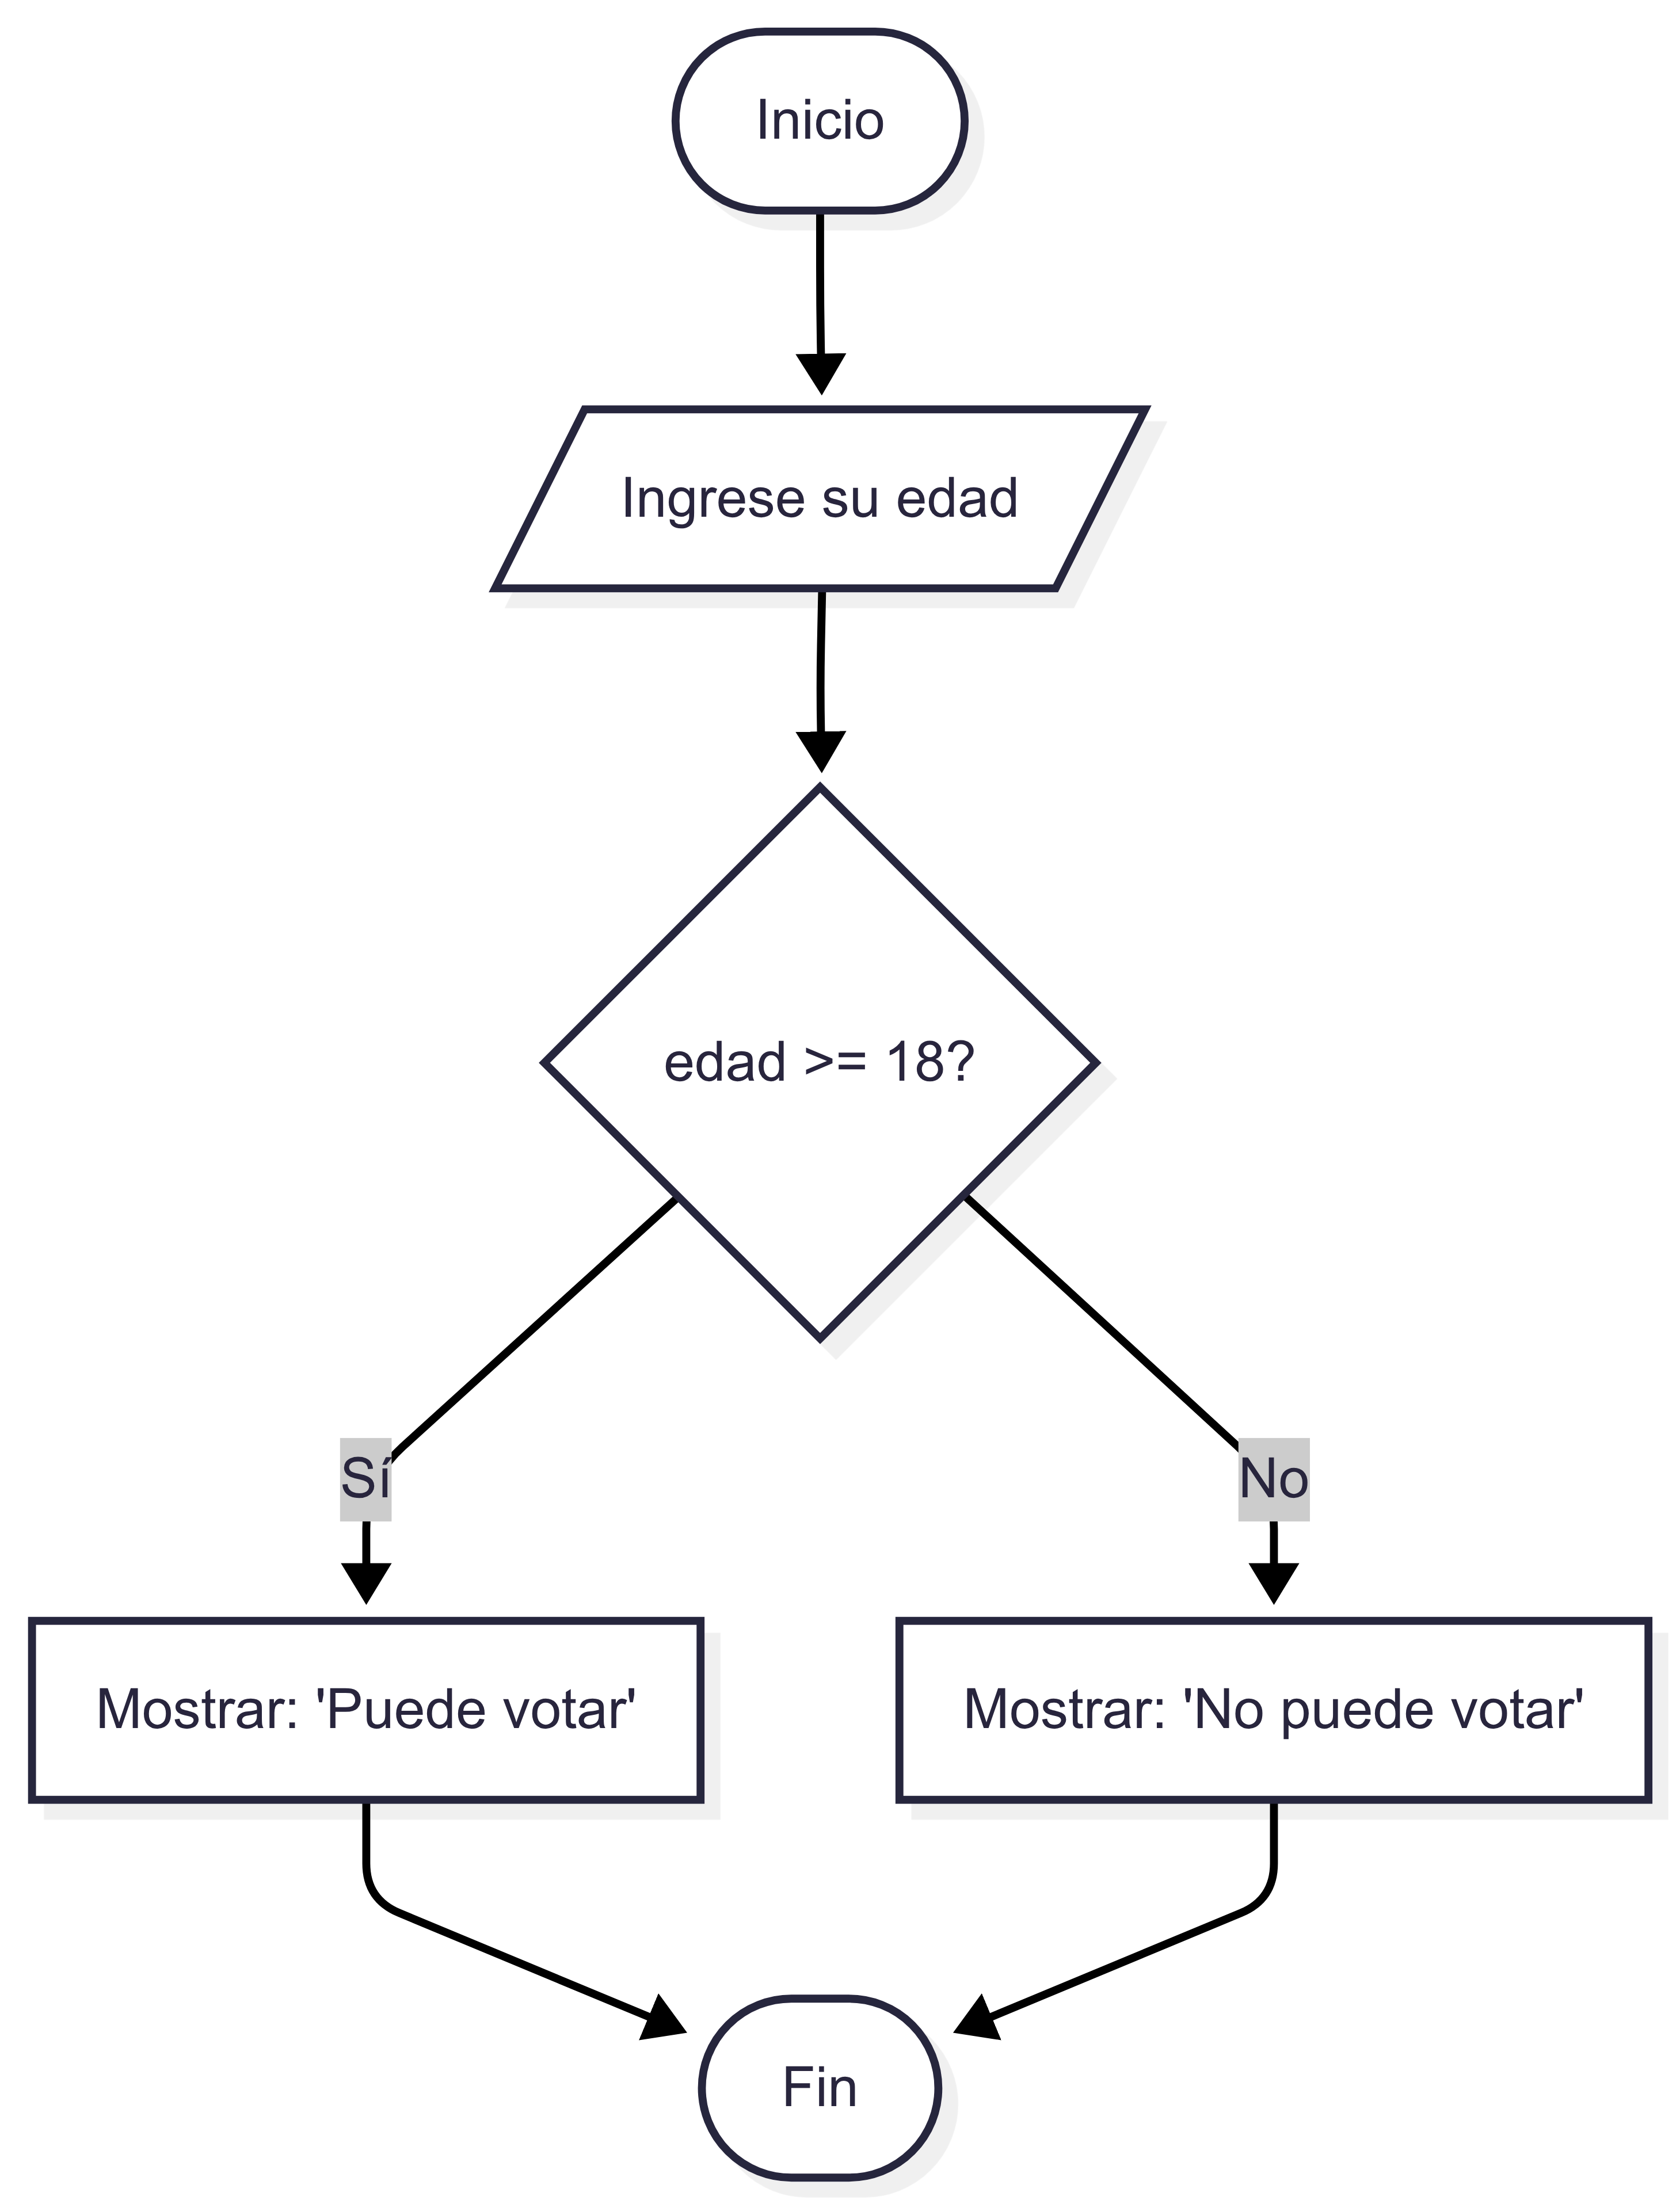 Inicio
Ingrese su edad
edad >= 18?
Sí
No
Mostrar: 'Puede votar'
Mostrar: 'No puede votar'
Fin